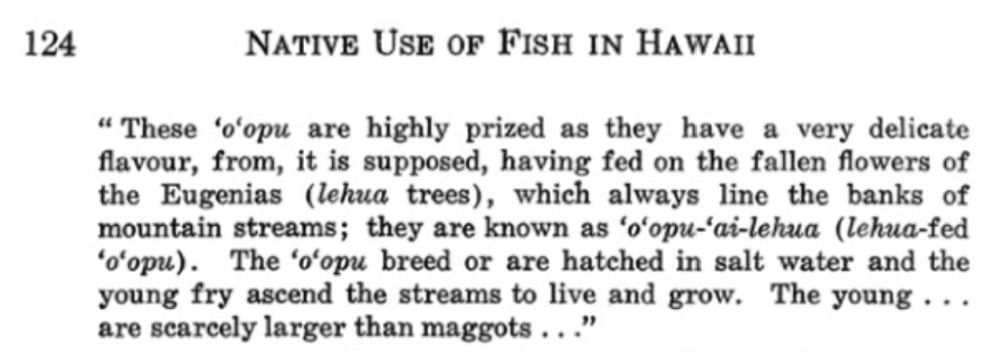 124 NATIVE USE OF FISH IN HAWAII
“ These ‘o‘opu are highly prized as they have a very delicate
flavour, from, it is supposed, having fed on the fallen flowers of
the Eugenias (lehua trees), which always line the banks of
mountain streams; they are known as ‘o‘opu-‘ai-lehua (lehua-fed
‘o‘opu). The ‘o‘opu breed or are hatched in salt water and the
young fry ascend the streams to live and grow. The young . . .
are scarcely larger than maggots . . .”